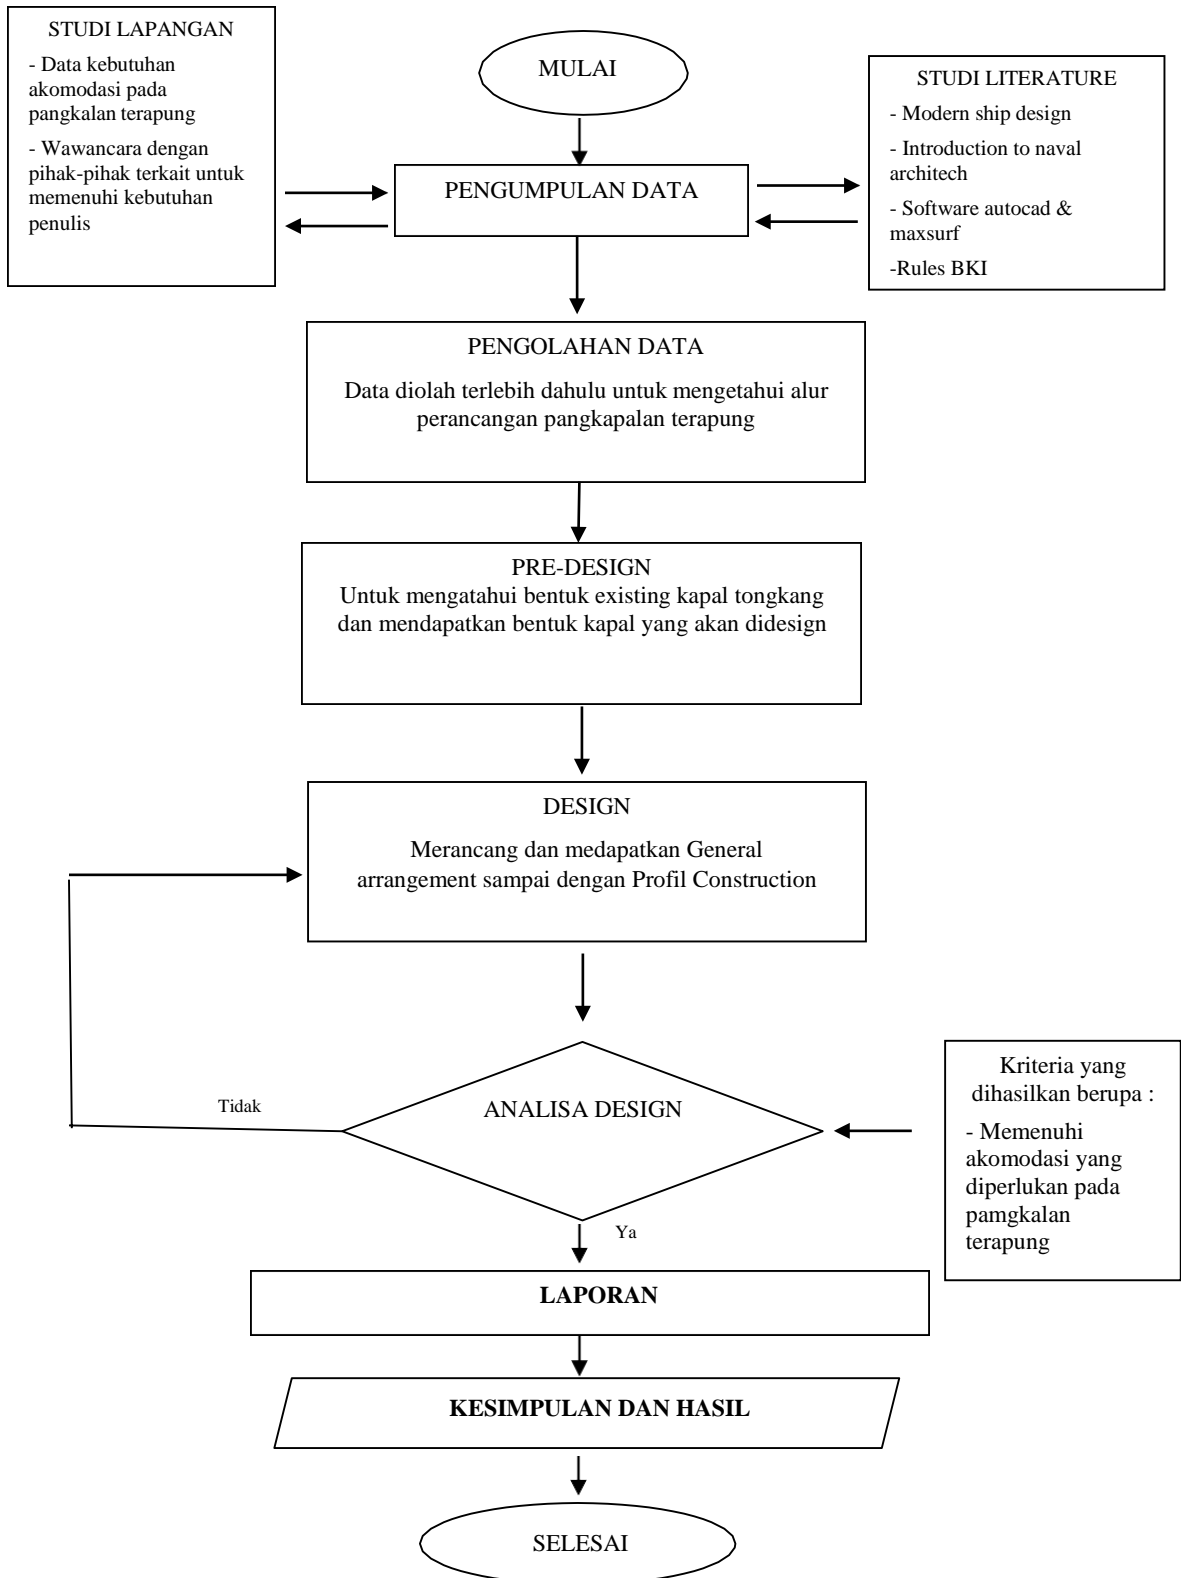 STUDI LAPANGAN
- Data kebutuhan
akomodasi pada
pangkalan terapung
- Wawancara dengan
pihak-pihak terkait untuk
memenuhi kebutuhan
penulis
MULAI
STUDI LITERATURE
- Modern ship design
- Introduction to naval
architech
- Software autocad &
maxsurf
-Rules BKI
PENGUMPULAN DATA
PENGOLAHAN DATA
Data diolah terlebih dahulu untuk mengetahui alur
perancangan pangkapalan terapung
PRE-DESIGN
Untuk mengatahui bentuk existing kapal tongkang
dan mendapatkan bentuk kapal yang akan didesign
DESIGN
Merancang dan medapatkan General
arrangement sampai dengan Profil Construction
Tidak
ANALISA DESIGN
Kriteria yang
dihasilkan berupa :
- Memenuhi
akomodasi yang
diperlukan pada
pamgkalan
terapung
Ya
LAPORAN
KESIMPULAN DAN HASIL
SELESAI